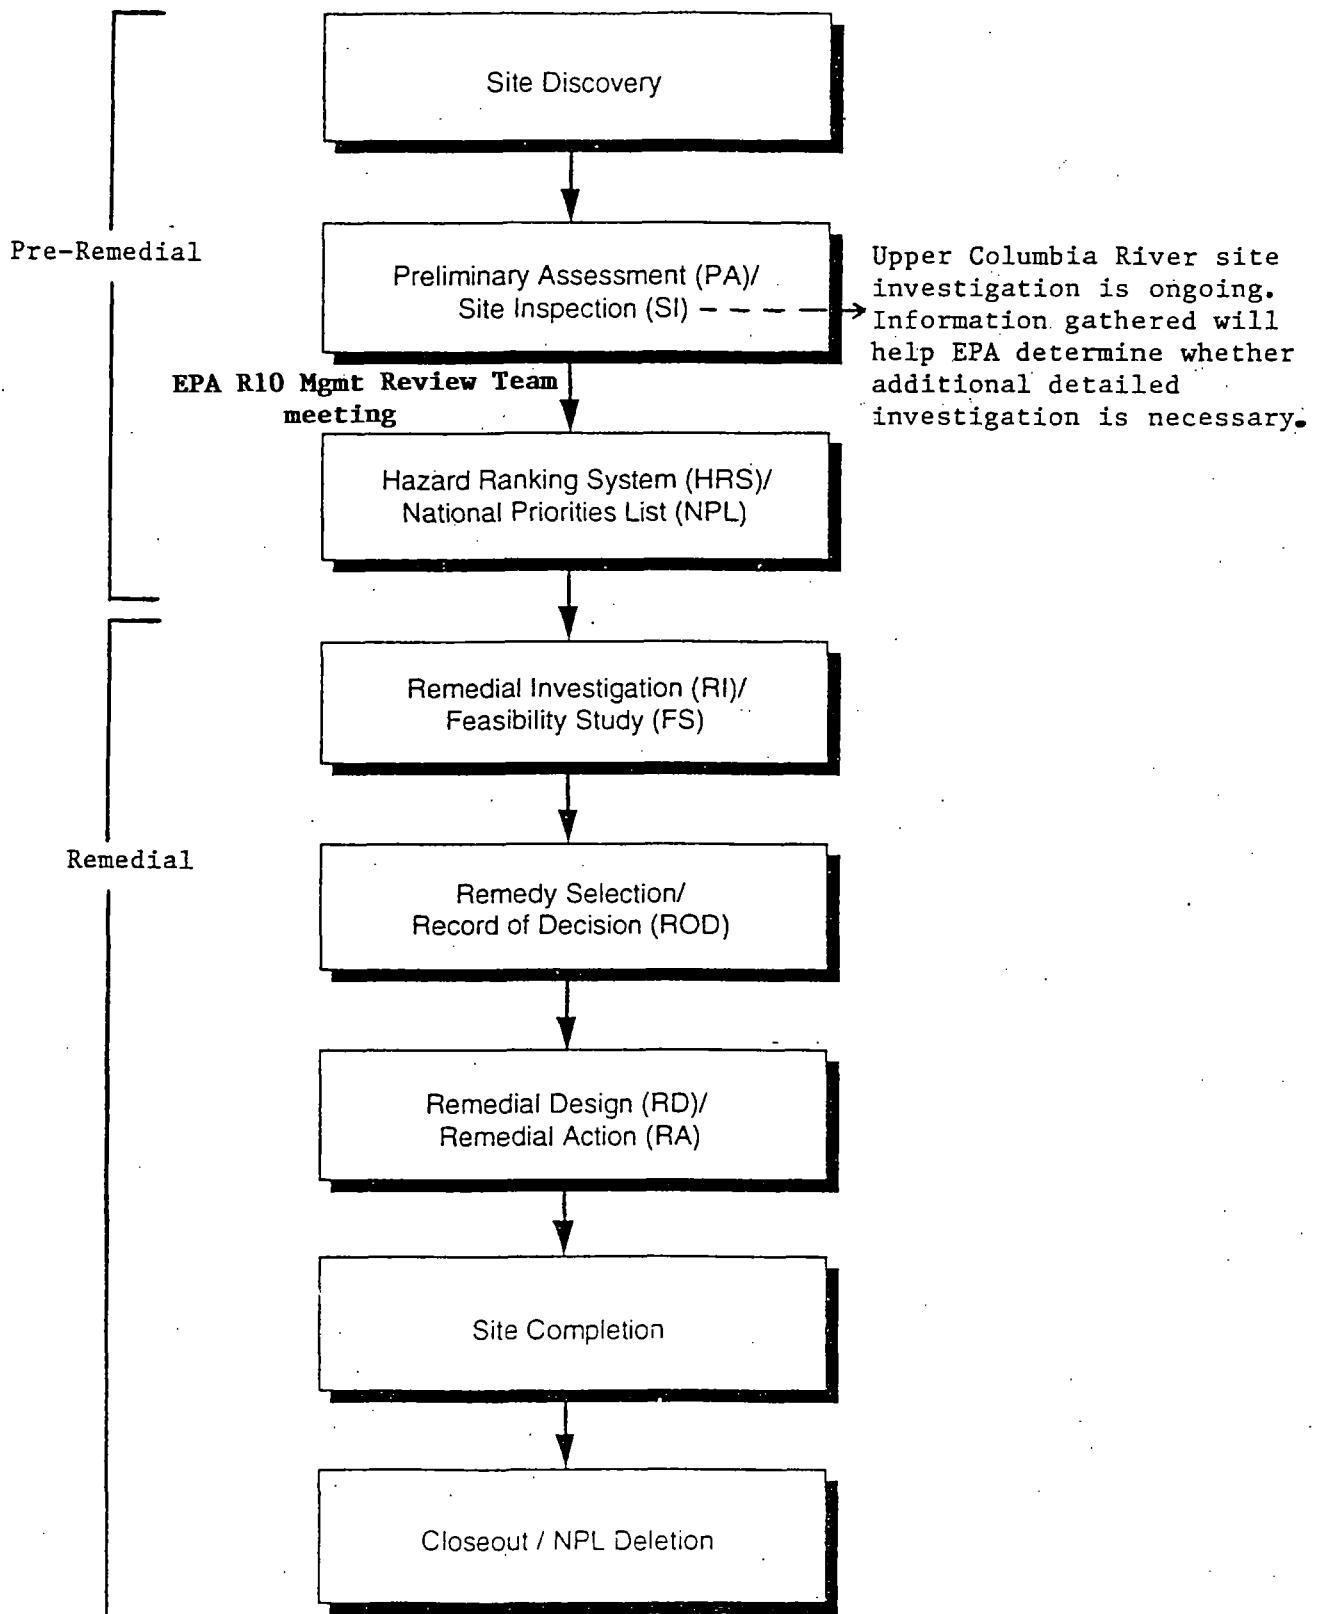 Site Discovery
Pre-Remedial
Preliminary Assessment (PA)/
Site Inspection (SI)
Upper Columbia River site
investigation is ongoing.
Information gathered will
help EPA determine whether
additional detailed
investigation is necessary.
EPA R10 Mgmt Review Team
meeting
Hazard Ranking System (HRS)/
National Priorities List (NPL)
Remedial Investigation (RI)/
Feasibility Study (FS)
Remedial
Remedy Selection/
Record of Decision (ROD)
Remedial Design (RD)/
Remedial Action (RA)
Site Completion
Closeout / NPL Deletion